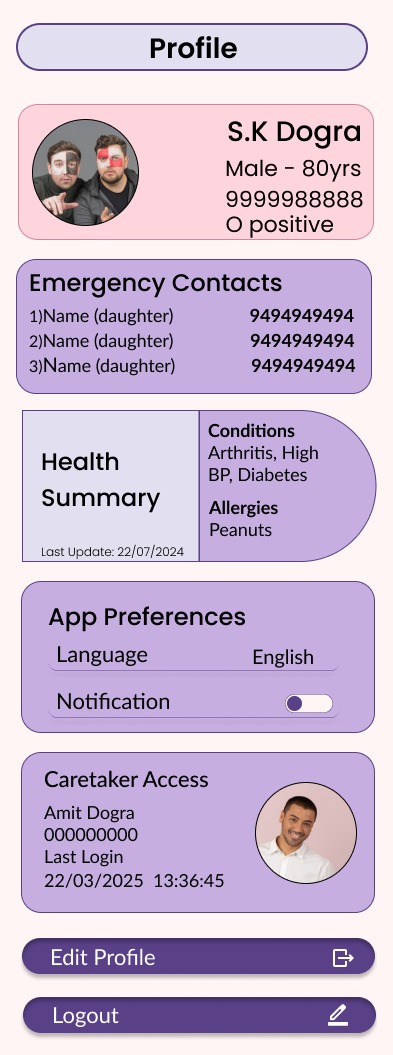 Profile
S.K Dogra
Male - 80yrs
9999988888
O positive
Emergency Contacts
1)Name (daughter) 9494949494
2)Name (daughter) 9494949494
3)Name (daughter) 9494949494
Health
Summary
Last Update: 22/07/2024
Conditions
Arthritis, High
BP, Diabetes
Allergies
Peanuts
App Preferences
Language English
Notification
Caretaker Access
Amit Dogra
000000000
Last Login
22/03/2025 13:36:45
Edit Profile
Logout